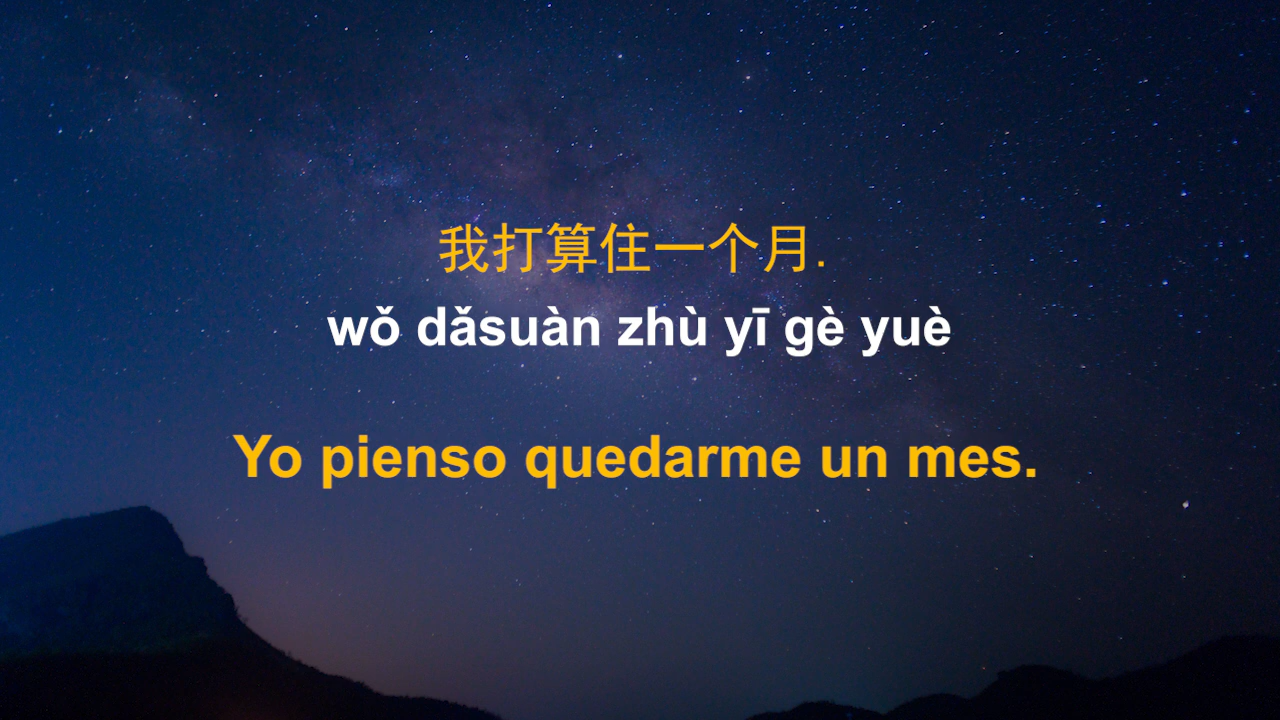 我打算住一个月.
wǒ dǎsuàn zhù yī gè yuè
Yo pienso quedarme un mes.